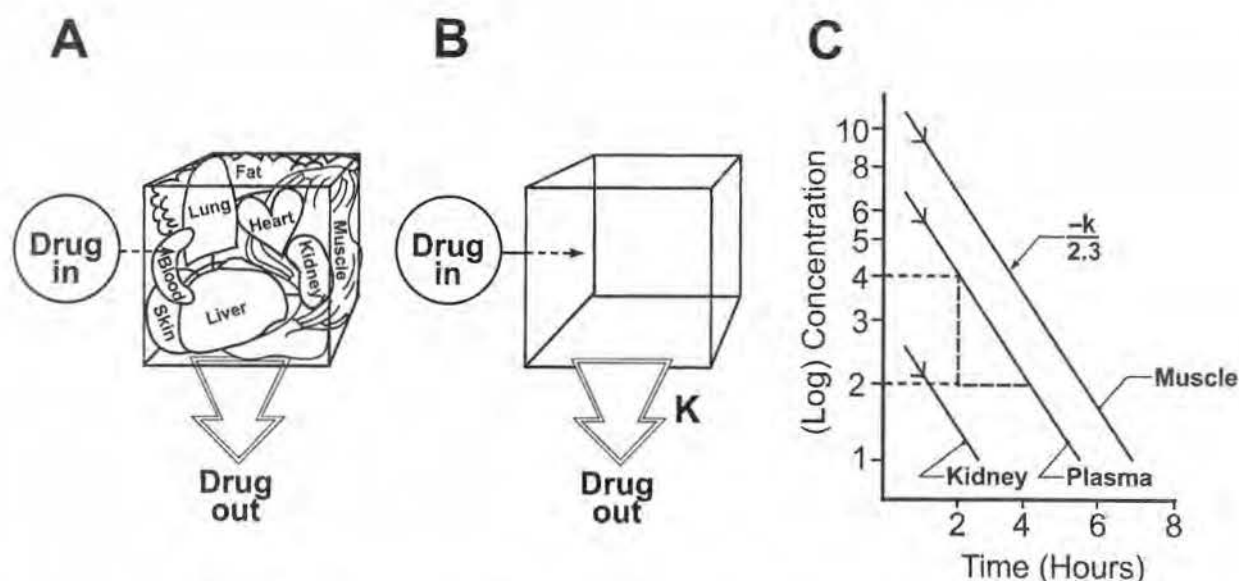 A
Drug
in
Fat
Lung
Heart
Muscle
Kidney
Blood
Skin
Liver
Drug
out
B
Drug
in
K
Drug
out
C
(Log) Concentration
10
8
6
5
4
3
2
1
-k
2.3
Muscle
Kidney
Plasma
2
4
6
8
Time (Hours)